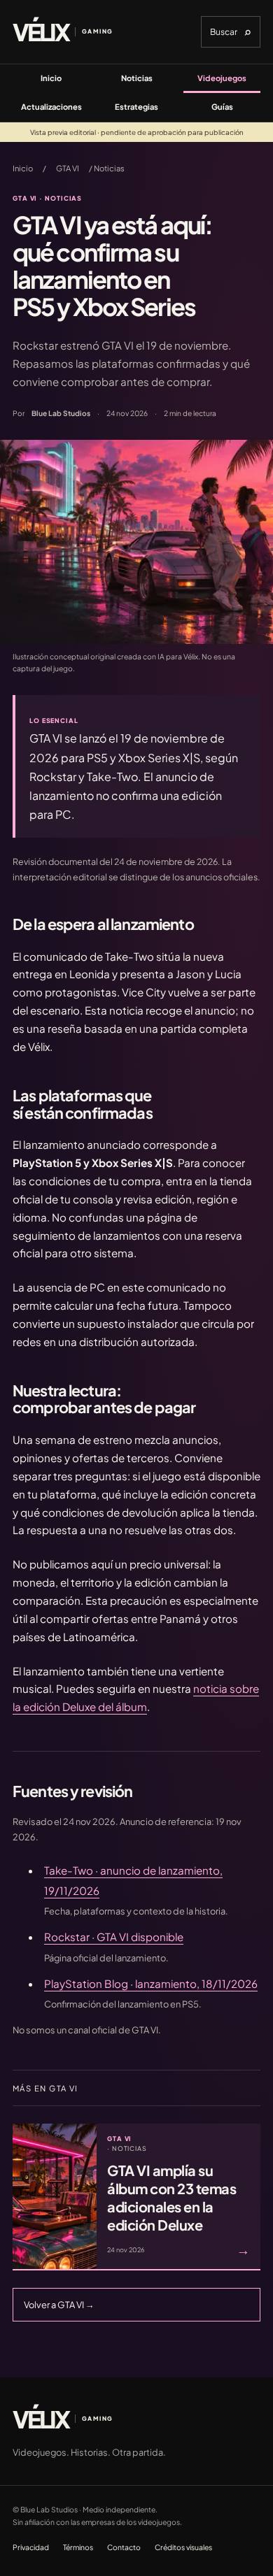 VÉLIX GAMING
Buscar
Inicio Noticias Videojuegos
Actualizaciones Estrategias Guías
Vista previa editorial · pendiente de aprobación para publicación
Inicio / GTA VI / Noticias
GTA VI · NOTICIAS
GTA VI ya está aquí:
qué confirma su
lanzamiento en
PS5 y Xbox Series
Rockstar estrenó GTA VI el 19 de noviembre.
Repasamos las plataformas confirmadas y qué
conviene comprobar antes de comprar.
Por Blue Lab Studios · 24 nov 2026 · 2 min de lectura
Ilustración conceptual original creada con IA para Vélix. No es una
captura del juego.
LO ESENCIAL
GTA VI se lanzó el 19 de noviembre de
2026 para PS5 y Xbox Series X|S, según
Rockstar y Take-Two. El anuncio de
lanzamiento no confirma una edición
para PC.
Revisión documental del 24 de noviembre de 2026. La
interpretación editorial se distingue de los anuncios oficiales.
De la espera al lanzamiento
El comunicado de Take-Two sitúa la nueva
entrega en Leonida y presenta a Jason y Lucia
como protagonistas. Vice City vuelve a ser parte
del escenario. Esta noticia recoge el anuncio; no
es una reseña basada en una partida completa
de Vélix.
Las plataformas que
sí están confirmadas
El lanzamiento anunciado corresponde a
PlayStation 5 y Xbox Series X|S. Para conocer
las condiciones de tu compra, entra en la tienda
oficial de tu consola y revisa edición, región e
idioma. No confundas una página de
seguimiento de lanzamientos con una reserva
oficial para otro sistema.
La ausencia de PC en este comunicado no
permite calcular una fecha futura. Tampoco
convierte un supuesto instalador que circula por
redes en una distribución autorizada.
Nuestra lectura:
comprobar antes de pagar
Una semana de estreno mezcla anuncios,
opiniones y ofertas de terceros. Conviene
separar tres preguntas: si el juego está disponible
en tu plataforma, qué incluye la edición concreta
y qué condiciones de devolución aplica la tienda.
La respuesta a una no resuelve las otras dos.
No publicamos aquí un precio universal: la
moneda, el territorio y la edición cambian la
comparación. Esta precaución es especialmente
útil al compartir ofertas entre Panamá y otros
países de Latinoamérica.
El lanzamiento también tiene una vertiente
musical. Puedes seguirla en nuestra noticia sobre
la edición Deluxe del álbum.
Fuentes y revisión
Revisado el 24 nov 2026. Anuncio de referencia: 19 nov
2026.
Take-Two · anuncio de lanzamiento,
19/11/2026
Fecha, plataformas y contexto de la historia.
Rockstar · GTA VI disponible
Página oficial del lanzamiento.
PlayStation Blog · lanzamiento, 18/11/2026
Confirmación del lanzamiento en PS5.
No somos un canal oficial de GTA VI.
MÁS EN GTA VI
GTA VI
· NOTICIAS
GTA VI amplía su
álbum con 23 temas
adicionales en la
edición Deluxe
24 nov 2026 →
Volver a GTA VI →
VÉLIX GAMING
Videojuegos. Historias. Otra partida.
© Blue Lab Studios · Medio independiente.
Sin afiliación con las empresas de los videojuegos.
Privacidad Términos Contacto Créditos visuales